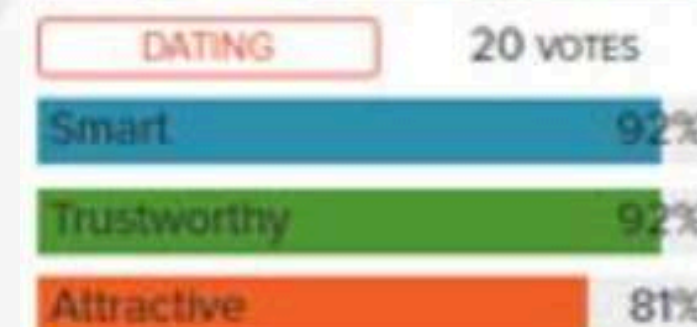 DATING 20 VOTES
Smart 92%
Trustworthy 92%
Attractive 81%